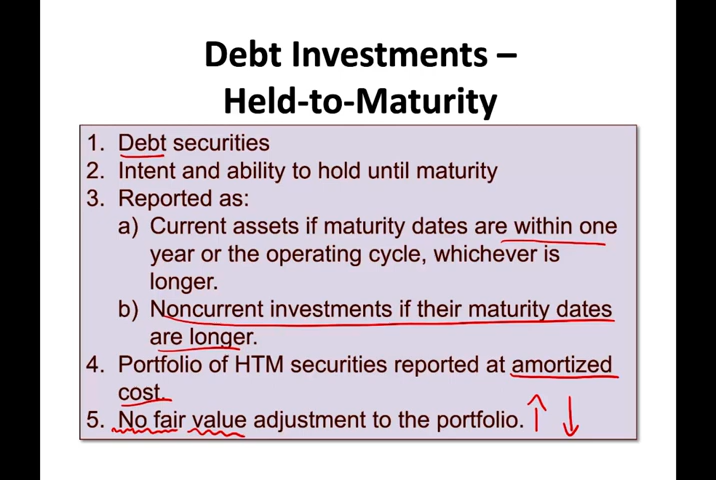 Debt Investments –
Held-to-Maturity
1. Debt securities
2. Intent and ability to hold until maturity
3. Reported as:
a) Current assets if maturity dates are within one
year or the operating cycle, whichever is
longer.
b) Noncurrent investments if their maturity dates
are longer.
4. Portfolio of HTM securities reported at amortized
cost.
5. No fair value adjustment to the portfolio.